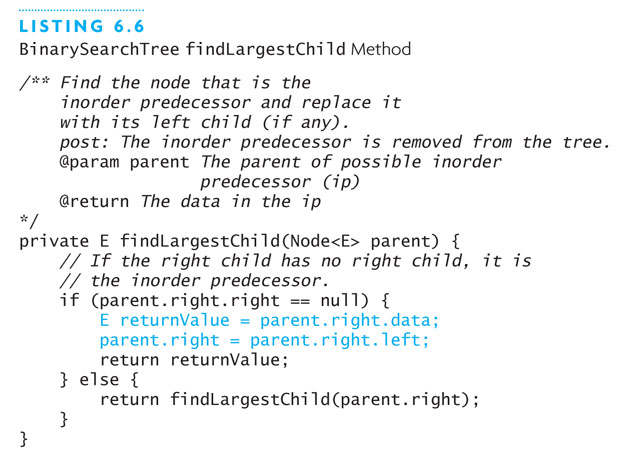 LISTING 6.6
BinarySearchTree findLargestChild Method
/** Find the node that is the
    inorder predecessor and replace it
    with its left child (if any).
    post: The inorder predecessor is removed from the tree.
    @param parent The parent of possible inorder
                  predecessor (ip)
    @return The data in the ip
*/
private E findLargestChild(Node<E> parent) {
    // If the right child has no right child, it is
    // the inorder predecessor.
    if (parent.right.right == null) {
        E returnValue = parent.right.data;
        parent.right = parent.right.left;
        return returnValue;
    } else {
        return findLargestChild(parent.right);
    }
}